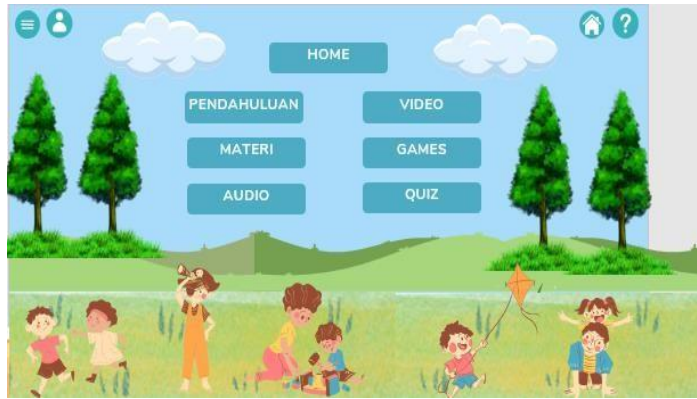 ?
HOME
PENDAHULUAN
VIDEO
MATERI
GAMES
AUDIO
QUIZ